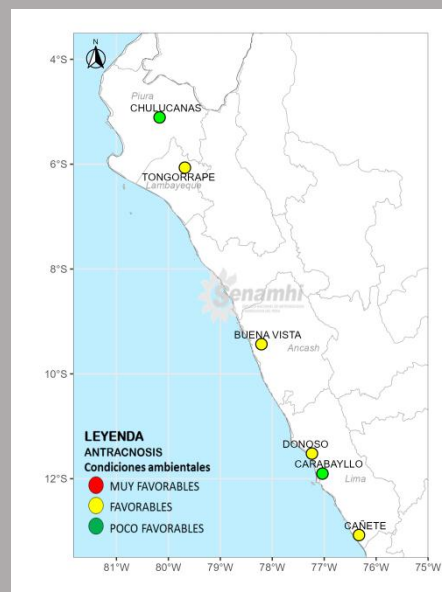 N
4°S
Piura
CHULUCANAS
6°S
TONGORRAPE
Lambayeque
8°S
Senamhi
BUENA VISTA
Ancash
10°S
DONOSO
CARABAYLLO
Lima
12°S
CAÑETE
LEYENDA
ANTRACNOSIS
Condiciones ambientales
MUY FAVORABLES
FAVORABLES
POCO FAVORABLES
81°W 80°W 79°W 78°W 77°W 76°W 75°W